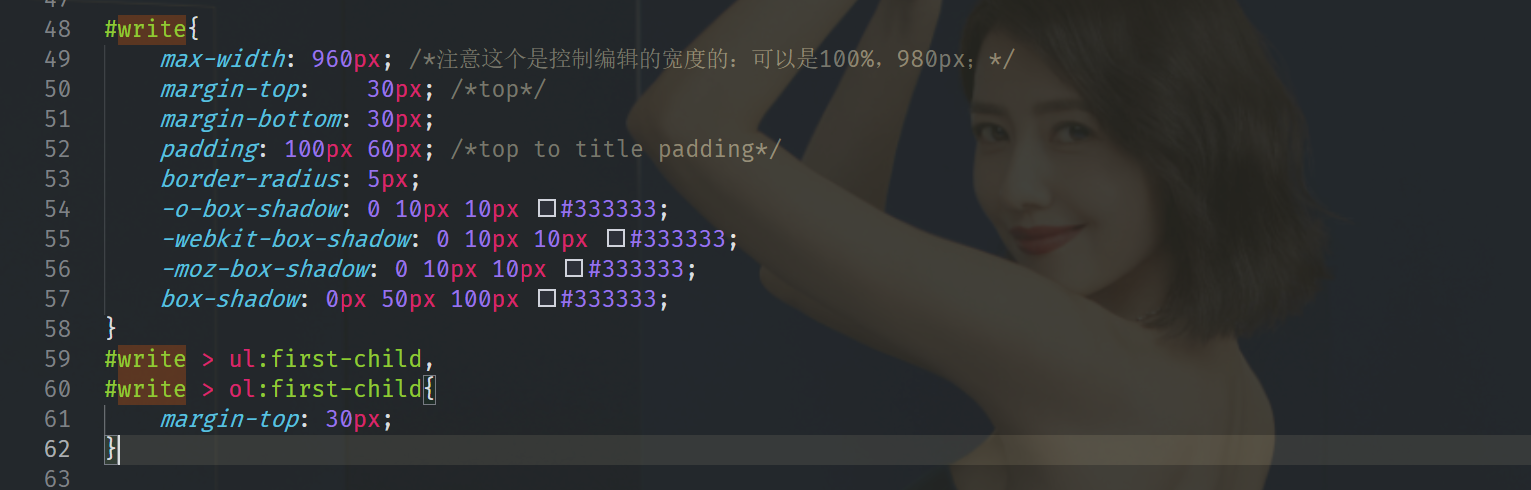 47
48 #write{
49 max-width: 960px; /*注意这个是控制编辑的宽度的：可以是100%，980px；*/
50 margin-top: 30px; /*top*/
51 margin-bottom: 30px;
52 padding: 100px 60px; /*top to title padding*/
53 border-radius: 5px;
54 -o-box-shadow: 0 10px 10px #333333;
55 -webkit-box-shadow: 0 10px 10px #333333;
56 -moz-box-shadow: 0 10px 10px #333333;
57 box-shadow: 0px 50px 100px #333333;
58 }
59 #write > ul:first-child,
60 #write > ol:first-child{
61 margin-top: 30px;
62 }
63